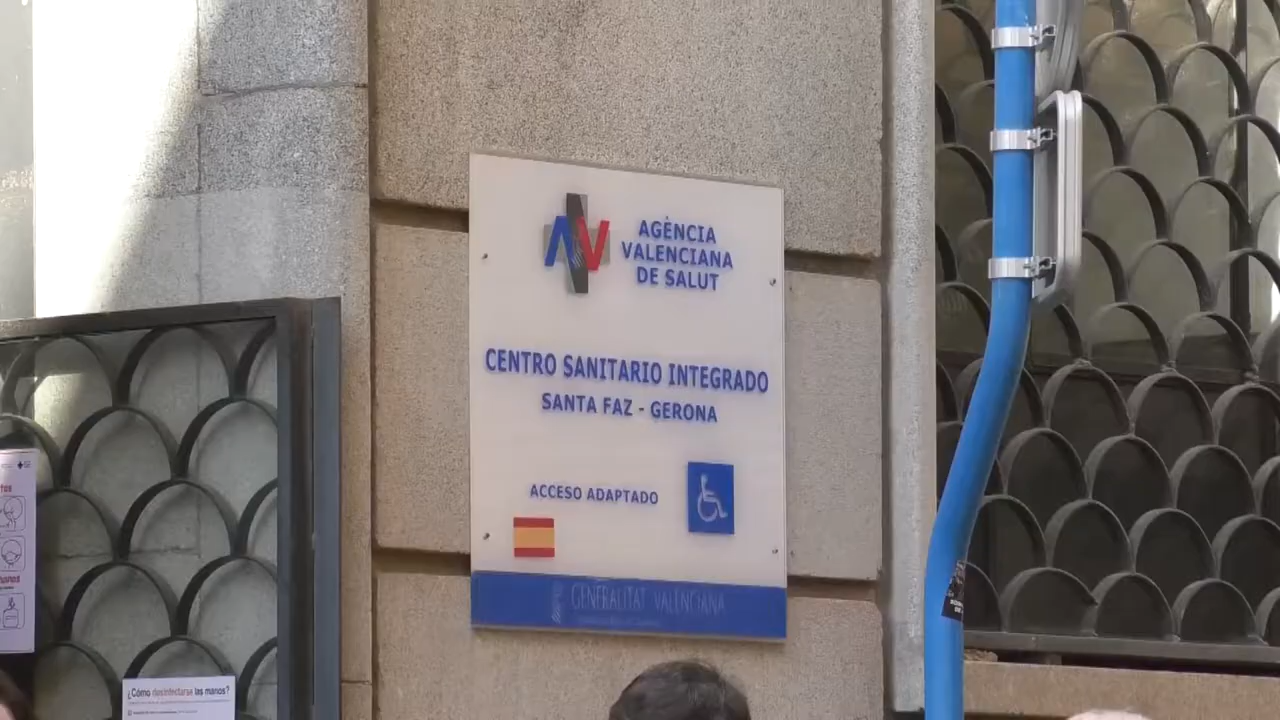 AGÈNCIA
VALENCIANA
DE SALUT
CENTRO SANITARIO INTEGRADO
SANTA FAZ - GERONA
ACCESO ADAPTADO
GENERALITAT VALENCIANA
¿Cómo desinfectarse las manos?